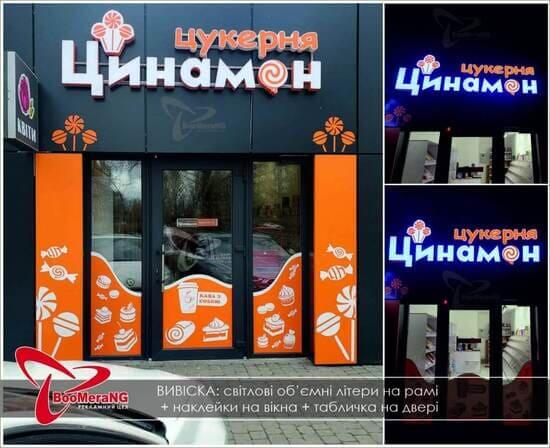 цукерня
Цинамон
КВІТИ
КАВА З
СОБОЮ
цукерня
Цинамон
цукерня
Цинамон
BooMeraNG
РЕКЛАМНИЙ ЦЕХ
ВИВІСКА: світлові об'ємні літери на рамі
+ наклейки на вікна + табличка на двері